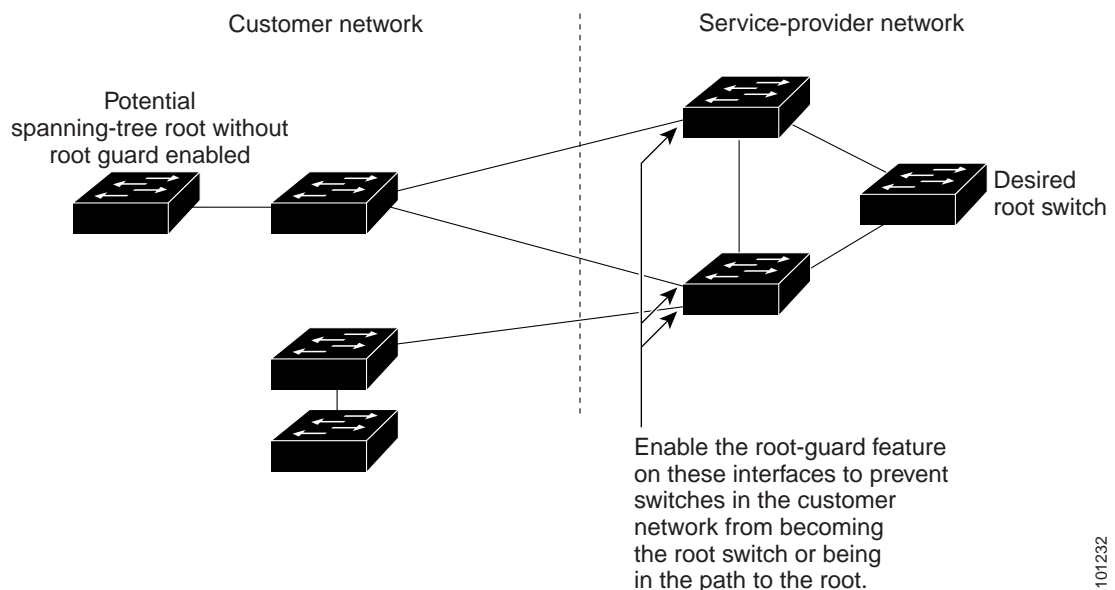 Customer network
Service-provider network
Potential
spanning-tree root without
root guard enabled
Desired
root switch
Enable the root-guard feature
on these interfaces to prevent
switches in the customer
network from becoming
the root switch or being
in the path to the root.
101232